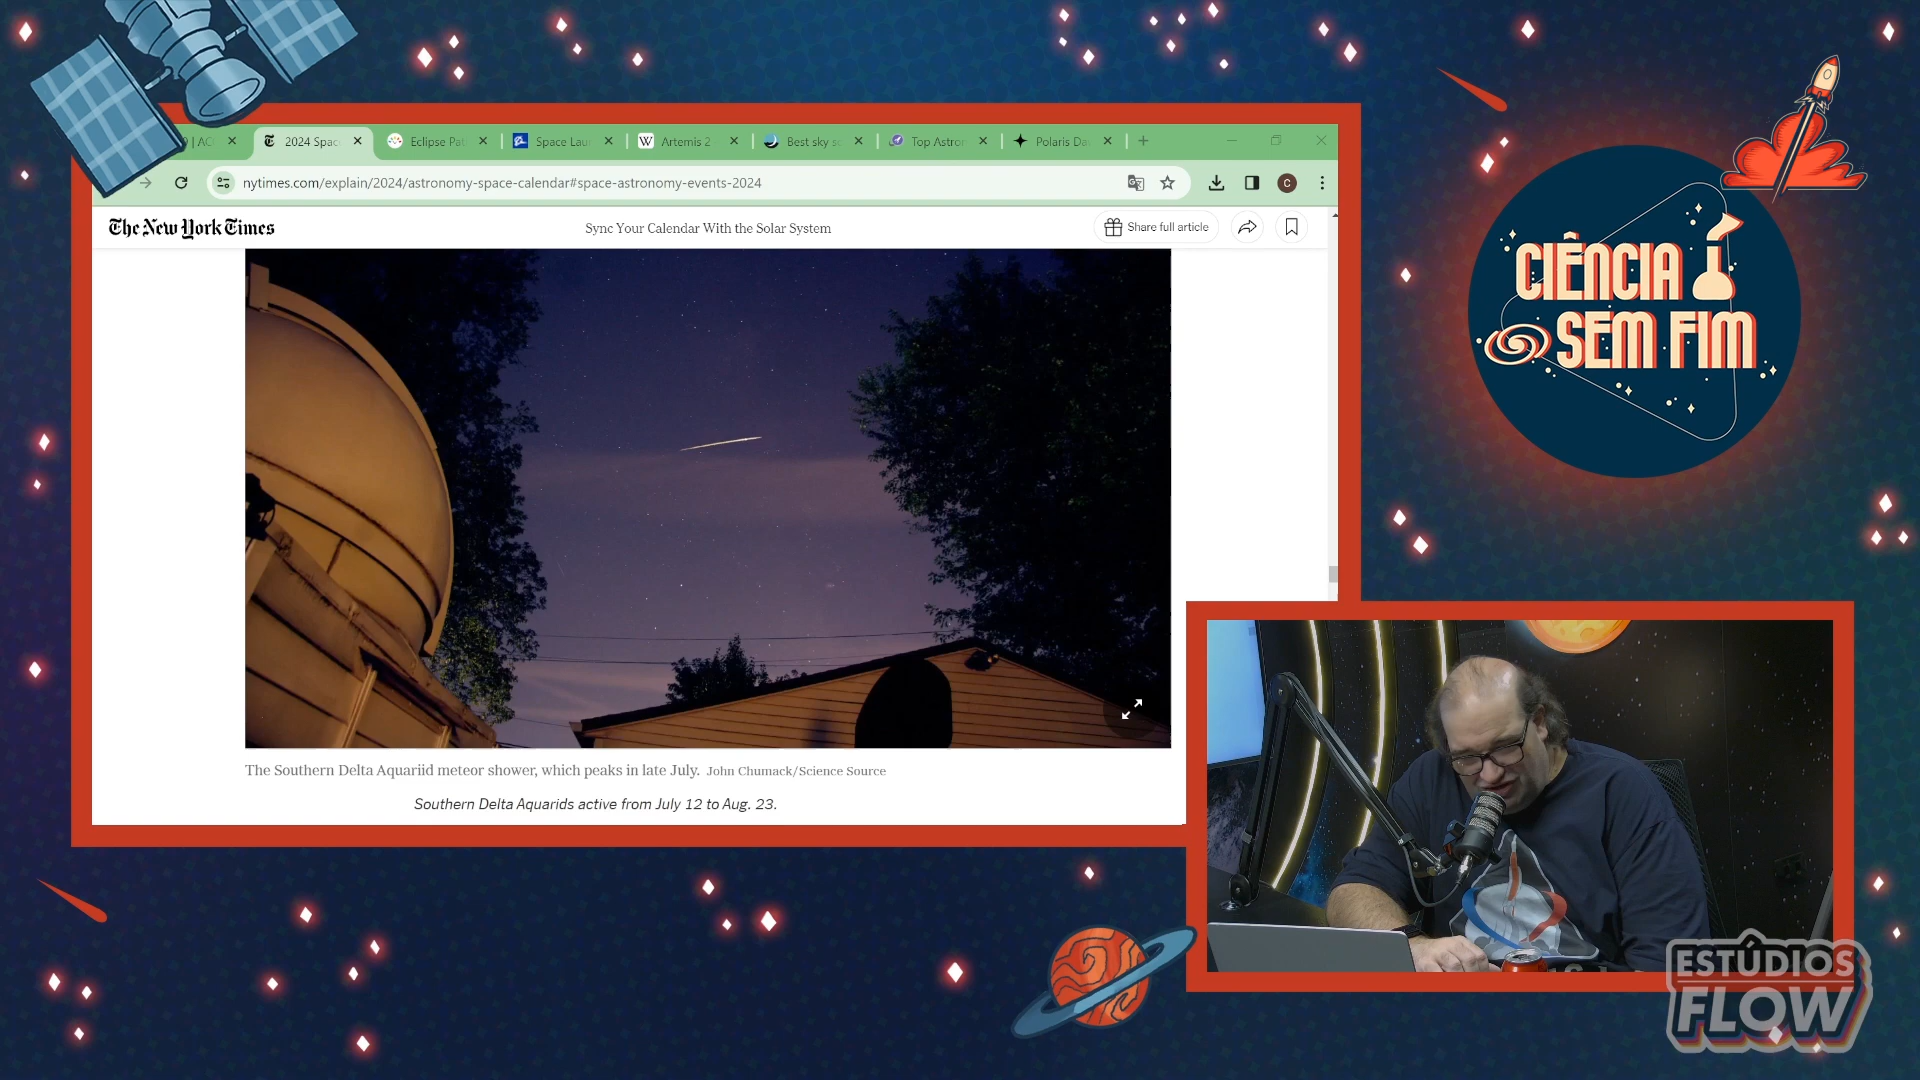 | AC
2024 Spac
Eclipse Pat
Space Lau
W
Artemis 2
Best sky s
Top Astron
Polaris Da
nytimes.com/explain/2024/astronomy-space-calendar#space-astronomy-events-2024
C
The New York Times
Sync Your Calendar With the Solar System
Share full article
The Southern Delta Aquariid meteor shower, which peaks in late July. John Chumack/Science Source
Southern Delta Aquarids active from July 12 to Aug. 23.
CIÊNCIA
SEM FIM
ESTÚDIOS
FLOW